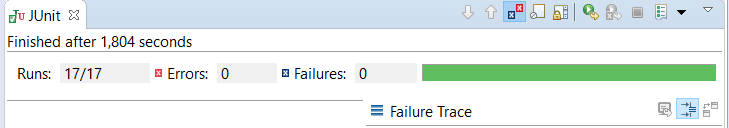 JUnit
Finished after 1,804 seconds
Runs: 17/17 Errors: 0 Failures: 0
Failure Trace